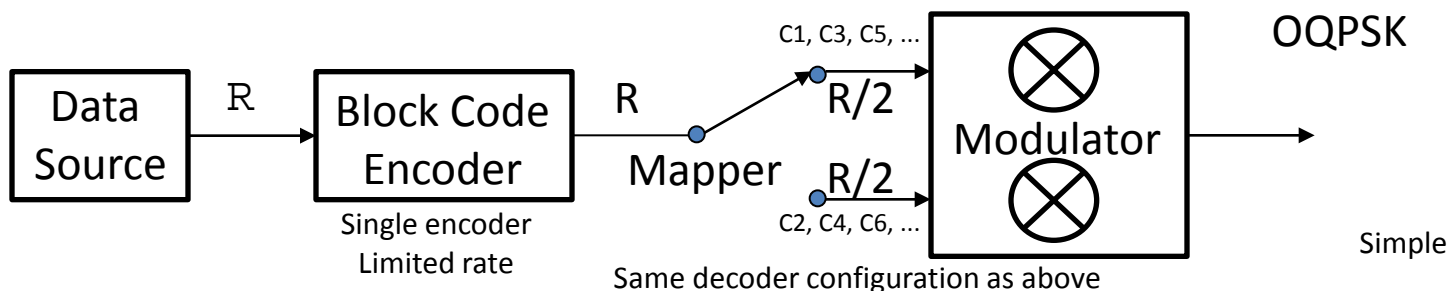 Data
Source
R
Block Code
Encoder
Single encoder
Limited rate
R
Mapper
C1, C3, C5, ...
R/2
R/2
C2, C4, C6, ...
Same decoder configuration as above
Modulator
OQPSK
Simple